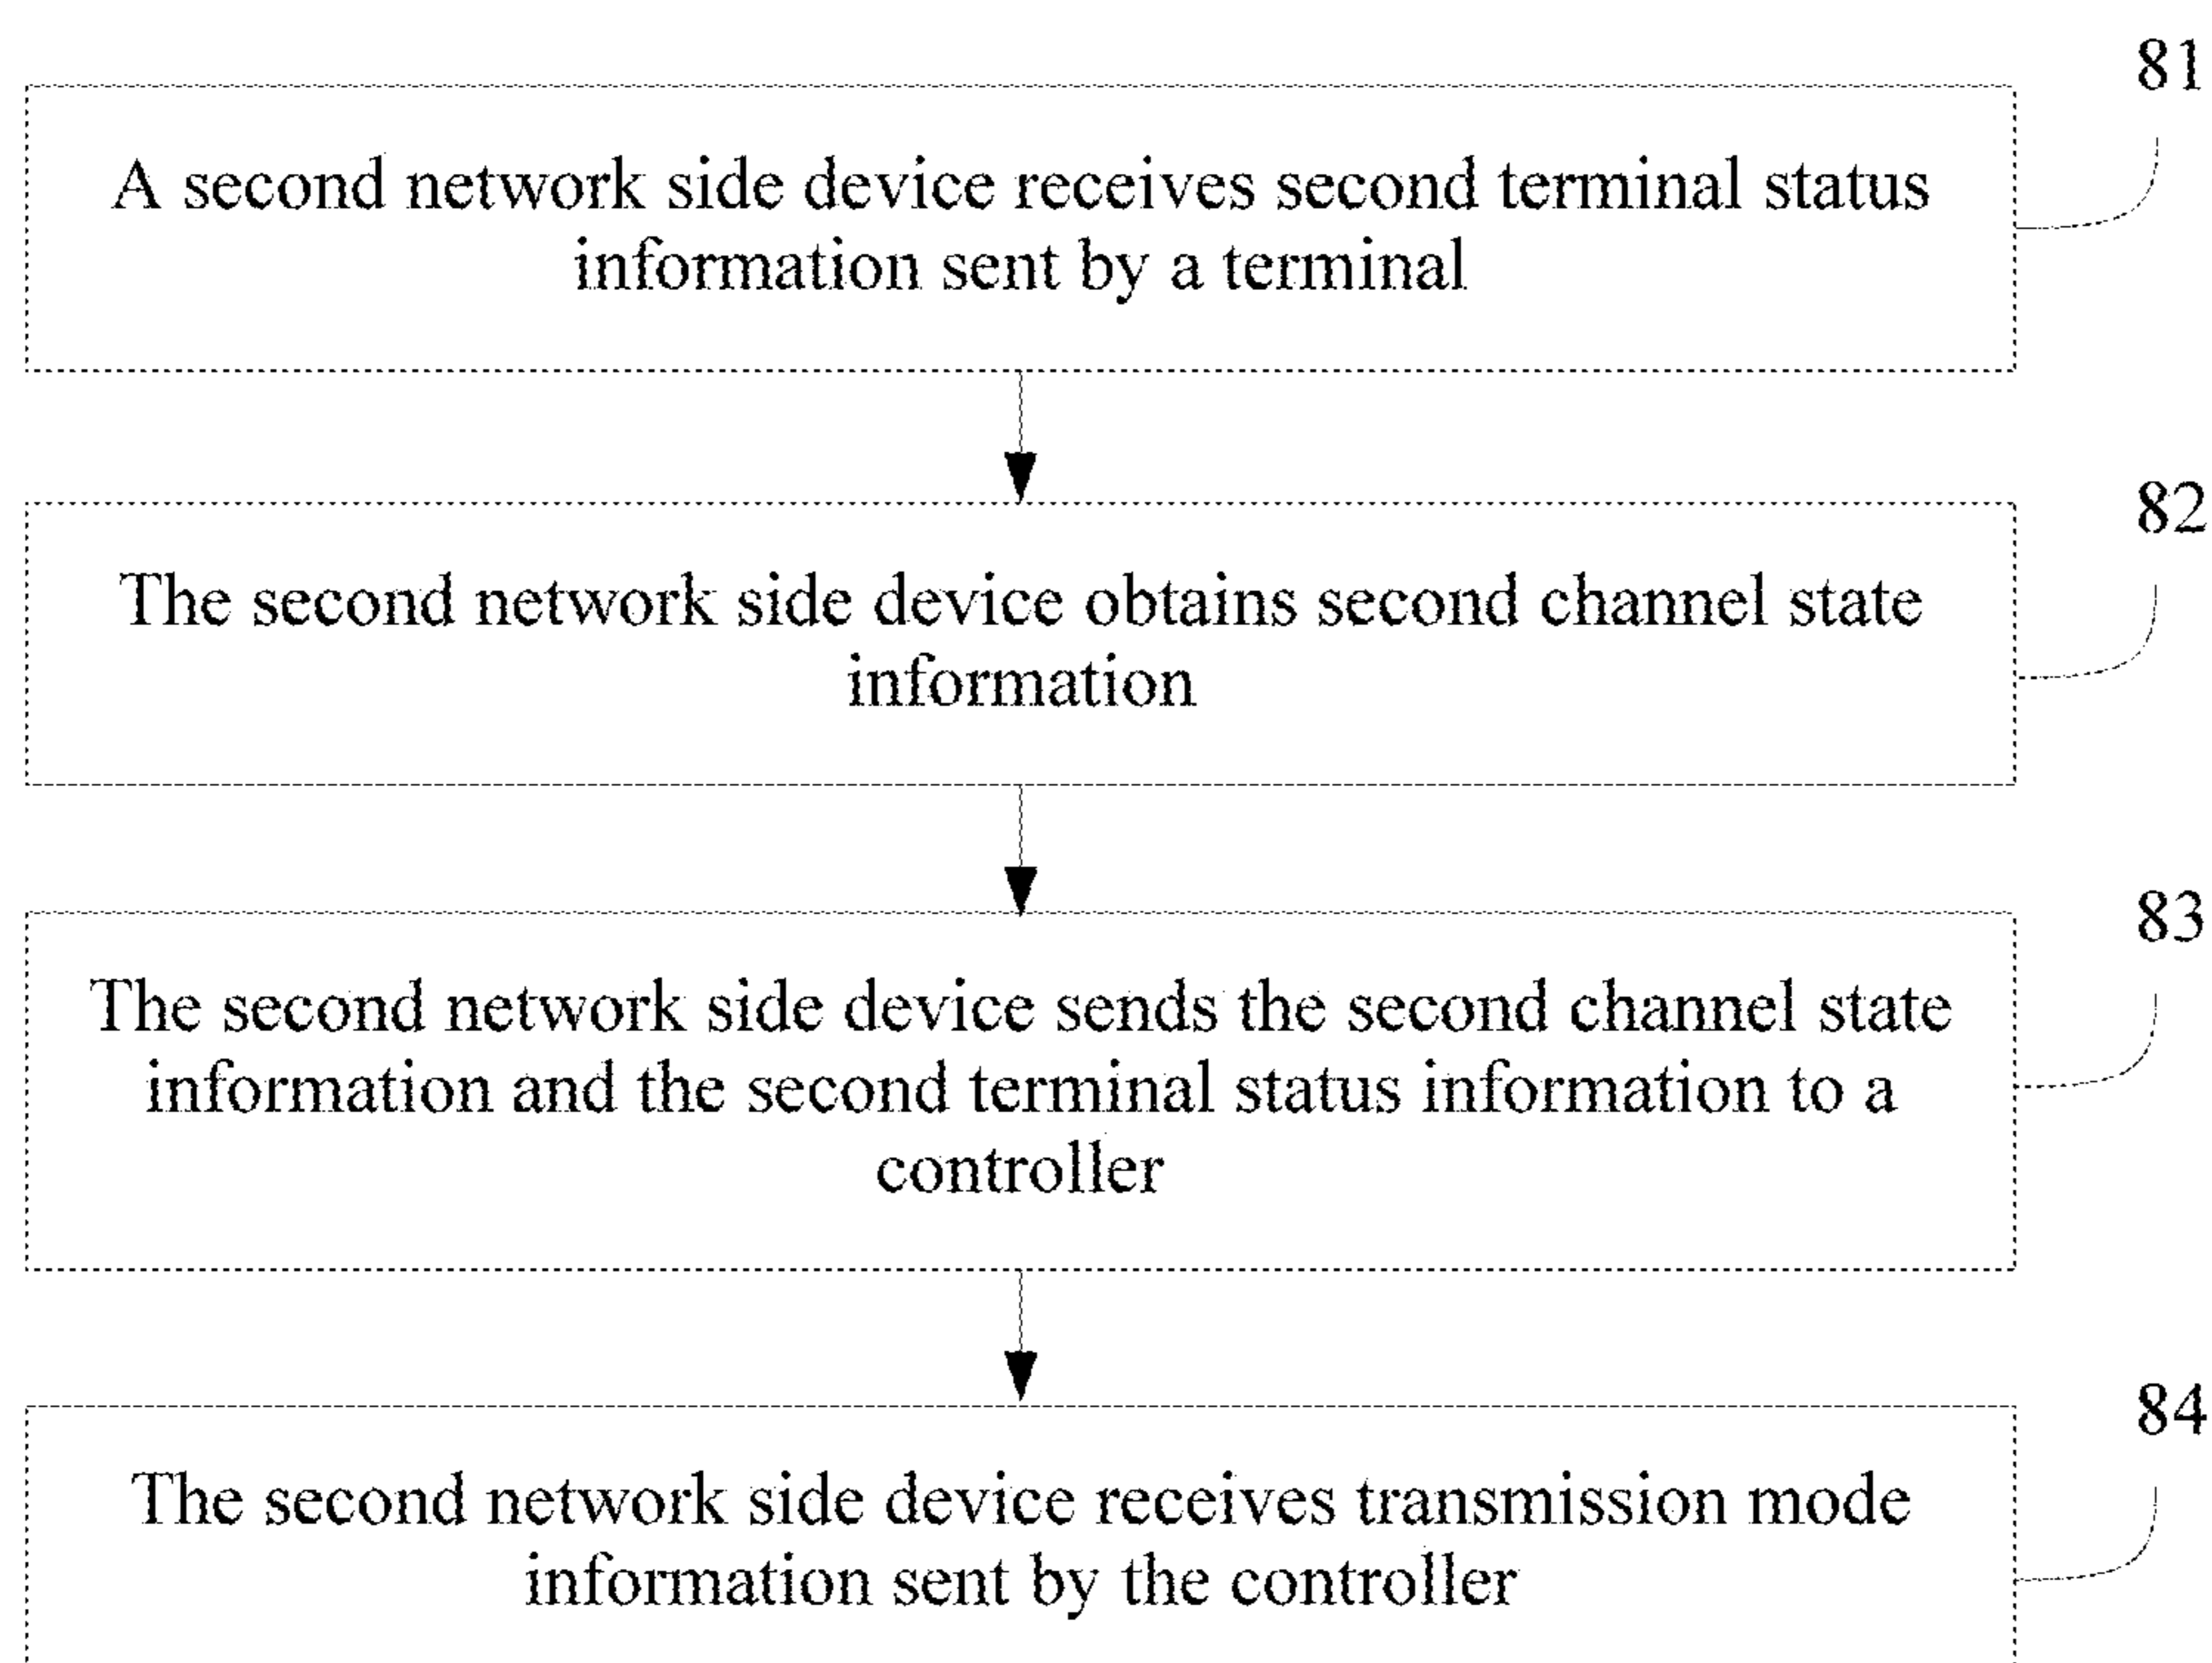 81
A second network side device receives second terminal status
information sent by a terminal
82
The second network side device obtains second channel state
information
83
The second network side device sends the second channel state
information and the second terminal status information to a
controller
84
The second network side device receives transmission mode
information sent by the controller